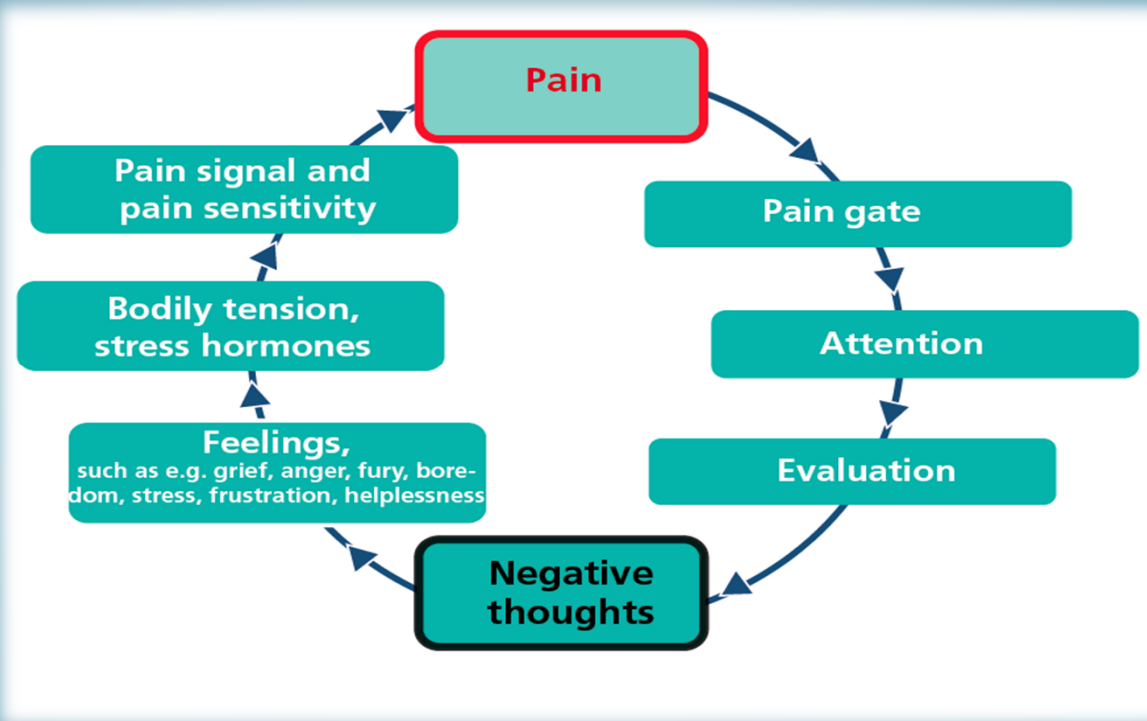 Pain
Pain gate
Attention
Evaluation
Negative
thoughts
Feelings,
such as e.g. grief, anger, fury, bore-
dom, stress, frustration, helplessness
Bodily tension,
stress hormones
Pain signal and
pain sensitivity